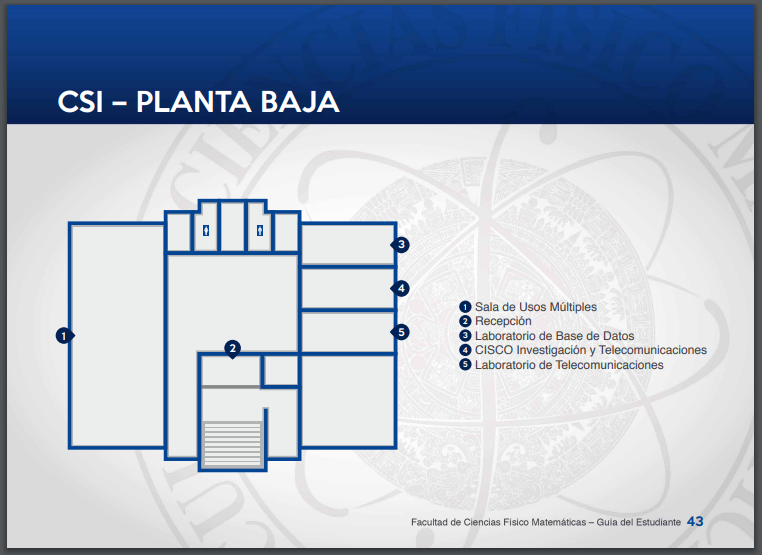 CSI – PLANTA BAJA
3
4
5
1
2
1 Sala de Usos Múltiples
2 Recepción
3 Laboratorio de Base de Datos
4 CISCO Investigación y Telecomunicaciones
5 Laboratorio de Telecomunicaciones
Facultad de Ciencias Físico Matemáticas – Guía del Estudiante 43